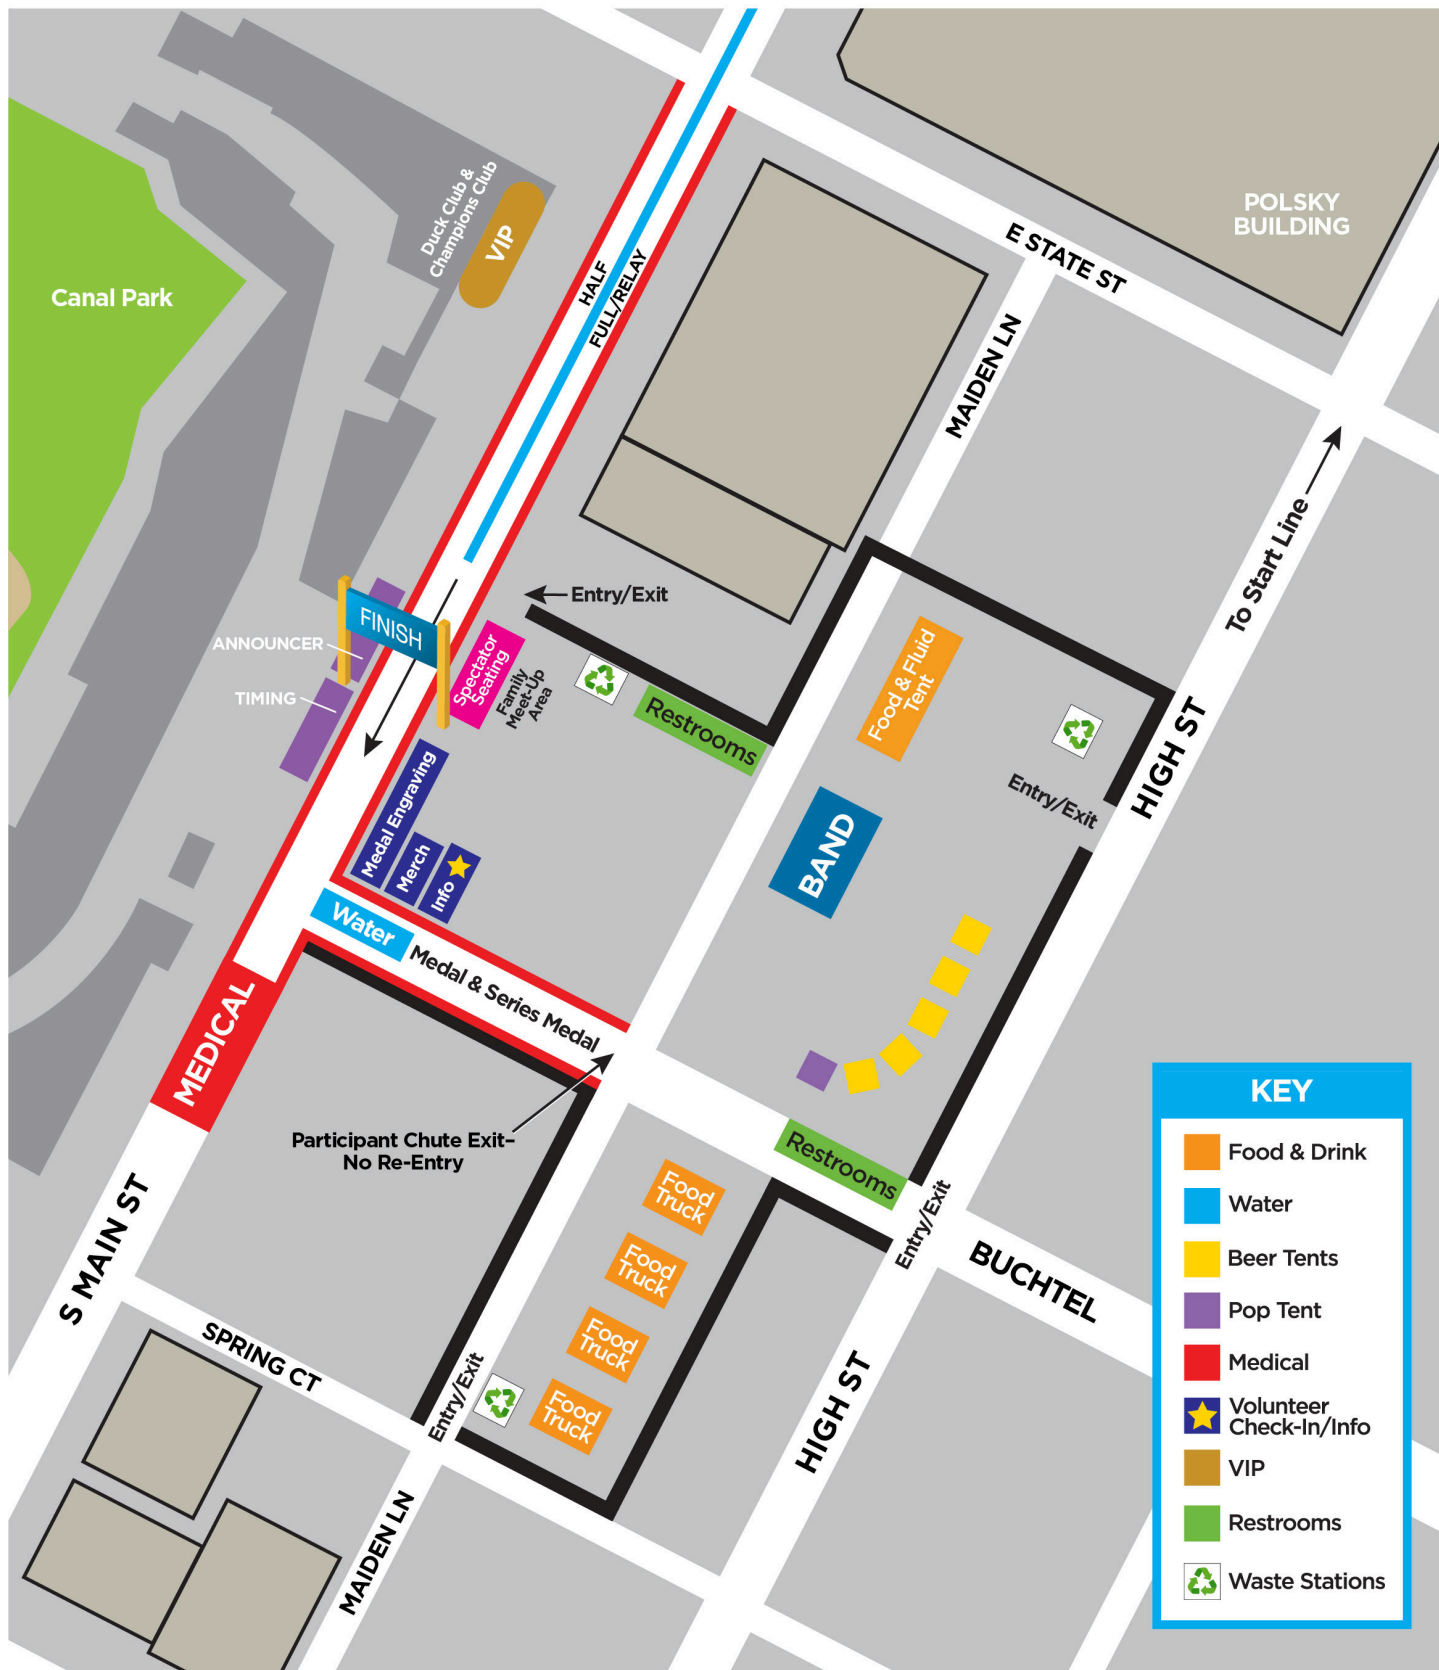 POLSKY
BUILDING
E STATE ST
Duck Club &
Champions Club
VIP
Canal Park
HALF
FULL/RELAY
MAIDEN LN
To Start Line
FINISH
Entry/Exit
ANNOUNCER
TIMING
Spectator
Seating
Family
Meet-Up
Area
Restrooms
Food & Fluid
Tent
HIGH ST
Entry/Exit
Medal Engraving
Merch
Info
BAND
Water
Medal & Series Medal
MEDICAL
Participant Chute Exit–
No Re-Entry
Restrooms
Entry/Exit
BUCHTEL
Food
Truck
Food
Truck
Food
Truck
Food
Truck
S MAIN ST
SPRING CT
Entry/Exit
HIGH ST
MAIDEN LN
KEY
Food & Drink
Water
Beer Tents
Pop Tent
Medical
Volunteer
Check-In/Info
VIP
Restrooms
Waste Stations